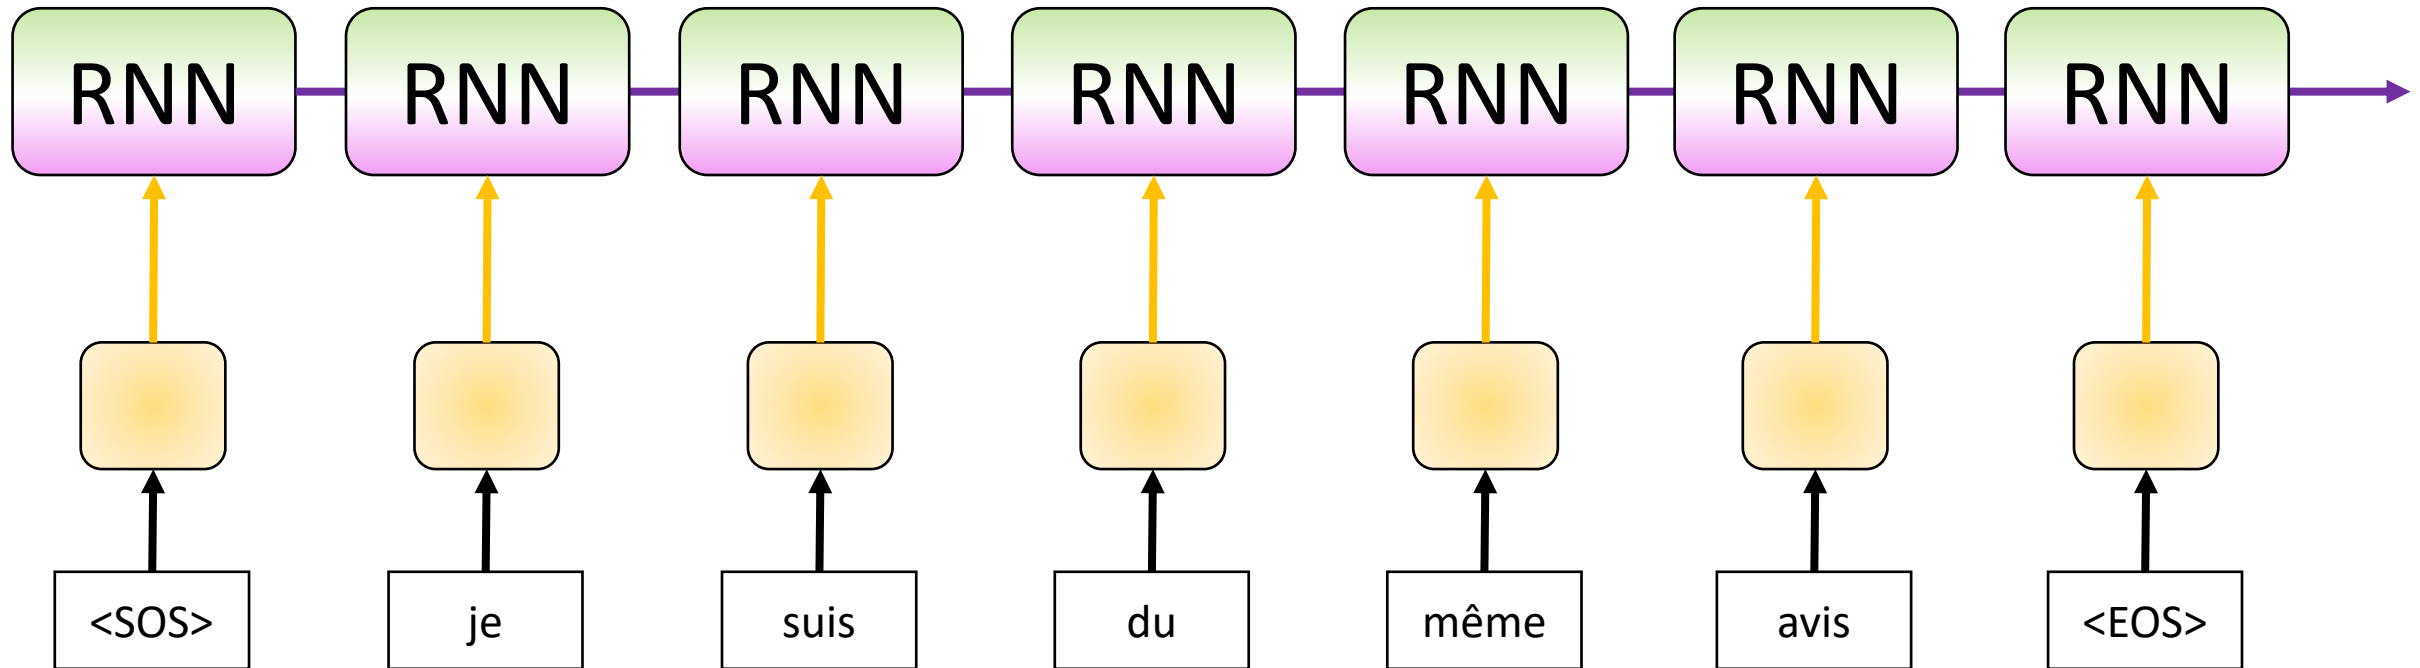 RNN RNN RNN RNN RNN RNN RNN
<SOS> je suis du même avis <EOS>